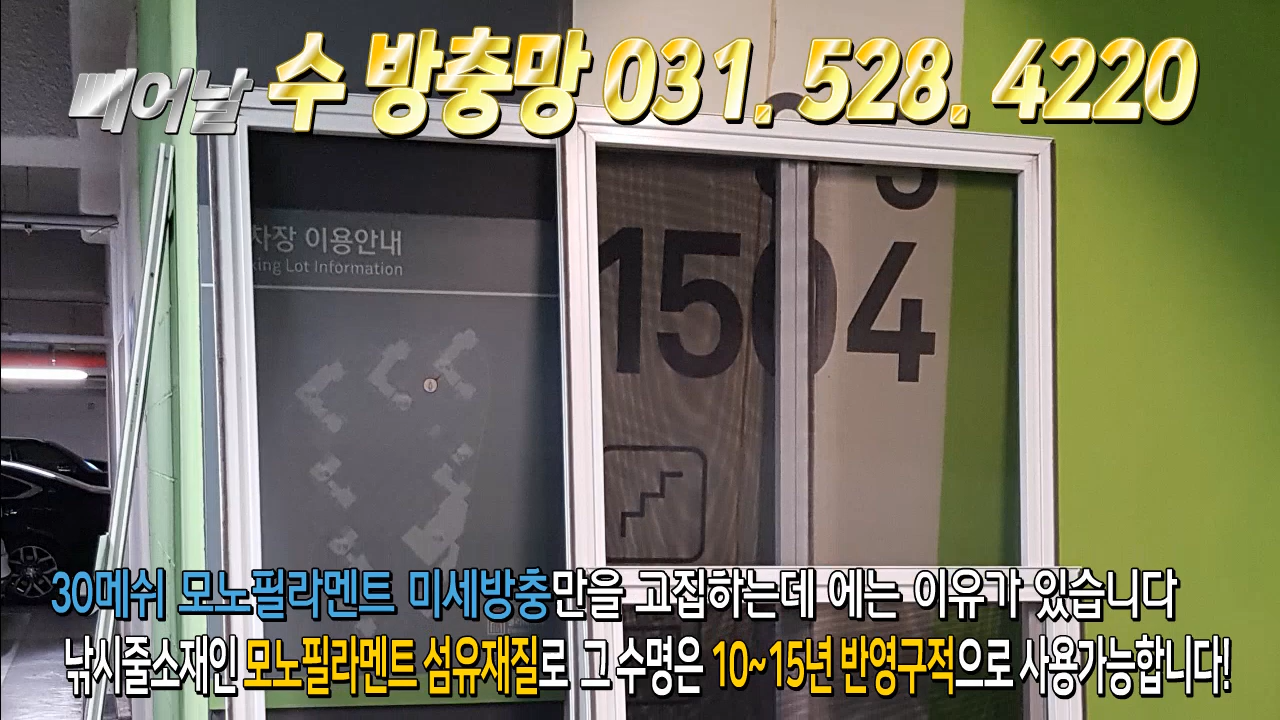 빼어날 수 방충망 031. 528. 4220
차장 이용안내
king Lot Information
1504
30메쉬 모노필라멘트 미세방충만을 고집하는데 에는 이유가 있습니다
낚시줄소재인 모노필라멘트 섬유재질로 그 수명은 10~15년 반영구적으로 사용가능합니다!